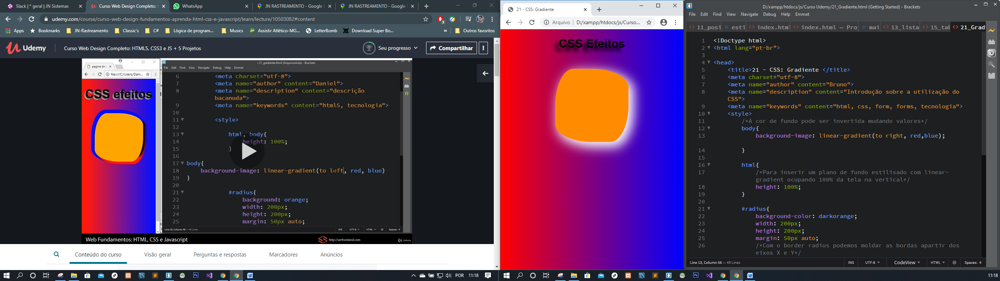 Slack | * geral | JN Sistemas
Curso Web Design Completo:
WhatsApp
JN RASTREAMENTO - Google
JN RASTREAMENTO - Google
udemy.com/course/curso-web-design-fundamentos-aprenda-html-css-e-javascript/learn/lecture/10503082#content
3
Apps
Bookmarks
JN-Rastreamento
Classic's
C#
Lógica de program...
Musics
Assistir Atlético-MG...
LetterBomb
Download Super Bo...
»
Outros favoritos
Udemy
Curso Web Design Completo: HTML5, CSS3 e JS + 5 Projetos
Seu progresso
Compartilhar
pagina de
file:///C:/Users/Dani...
CSS efeitos
• 21_gradiente.html (ArquivosAula) - Brackets
File Edit Find View Navigate Debug Help Emmet
6 <meta charset="utf-8">
7 <meta name="author" content="Daniel">
8 <meta name="description" content="descrição
bacanuda">
9 <meta name="keywords" content="html5, tecnologia">
10
11 <style>
12
13 html, body{
14 height: 100%;
15 }
16
17 body{
18 background-image: linear-gradient(to left, red, blue)
19 }
20
21 #radius{
22 background: orange;
23 width: 200px;
24 height: 200px;
25 margin: 50px auto;
Line 18, Column 46 — 45 Lines
INS UTF-8 HTML Spaces: 4
Web Fundamentos: HTML, CSS e Javascript
http://serfrontend.com
Udemy
Conteúdo do curso
Visão geral
Perguntas e respostas
Marcadores
Anúncios
POR 11:18
21 - CSS: Gradiente
Arquivo D:/xampp/htdocs/js/Curso...
CSS Efeitos
D:/xampp/htdocs/js/Curso Udemy/21_Gradiente.html (Getting Started) - Brackets
File Edit Find View Navigate Debug Help Emmet
11_posi
esti
index.html
index.html — Pro
mai
13_lista
15_tal
21_Grad
1 <!Doctype html>
2 <html lang="pt-br">
3
4 <head>
5 <title>21 - CSS: Gradiente </title>
6 <meta charset="utf-8">
7 <meta name="author" content="Bruno">
8 <meta name="description" content="Introdução sobre a utilização do
CSS">
9 <meta name="keywords" content="html, css, form, forms, tecnologia">
10 <style>
11 /*A cor de fundo pode ser invertida mudando valores*/
12 body{
13 background-image: linear-gradient(to right, red,blue);
14 }
15
16 html{
17 /*Para inserir um plano de fundo estilisado com linear-
gradient ocupando 100% da tela na vertical*/
18 height: 100%;
19 }
20
21 #radius{
22 background-color: darkorange;
23 width: 200px;
24 height: 200px;
25 margin: 50px auto;
26 /*Com o border radius podemos moldar as bordas apartir dos
eixos X e Y*/
Line 13, Column 56 — 49 Lines
INS UTF-8 CodeView HTML Spaces: 4
11:18